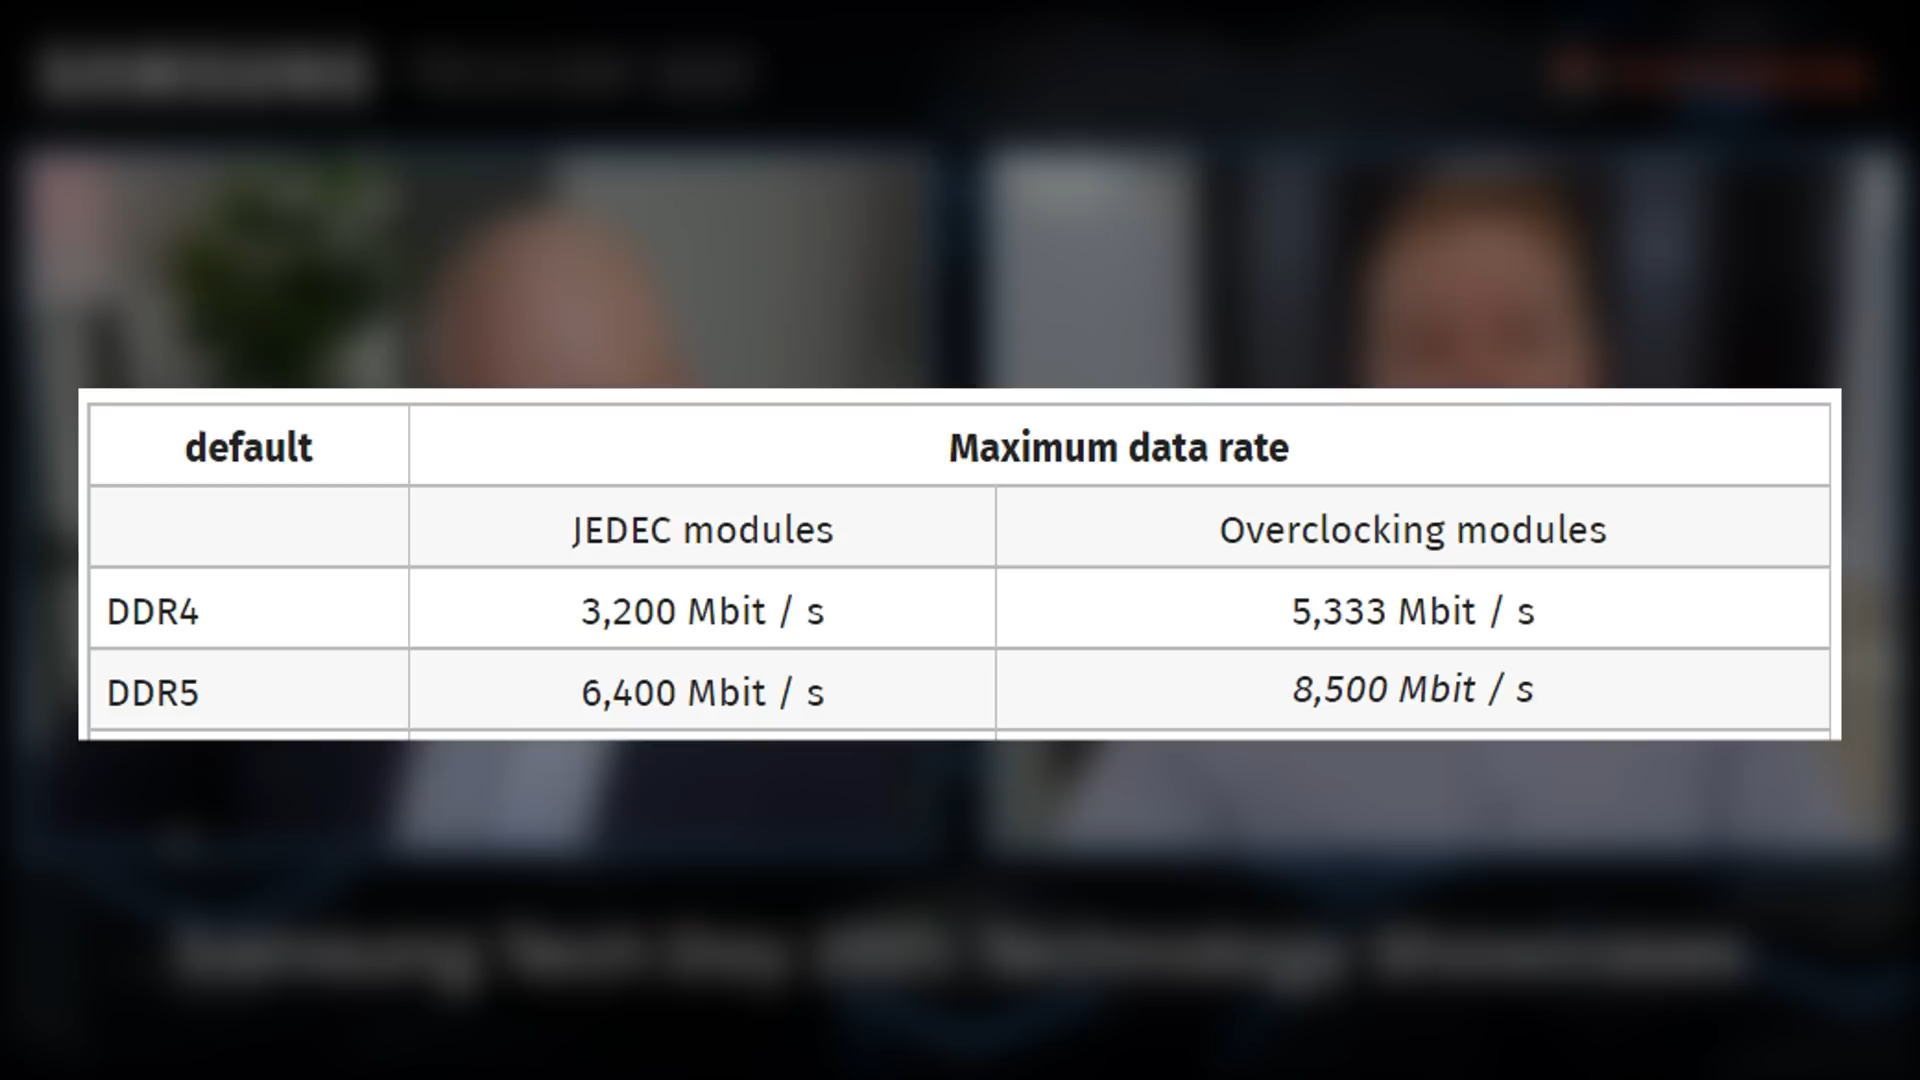 default Maximum data rate
JEDEC modules Overclocking modules
DDR4 3,200 Mbit / s 5,333 Mbit / s
DDR5 6,400 Mbit / s 8,500 Mbit / s